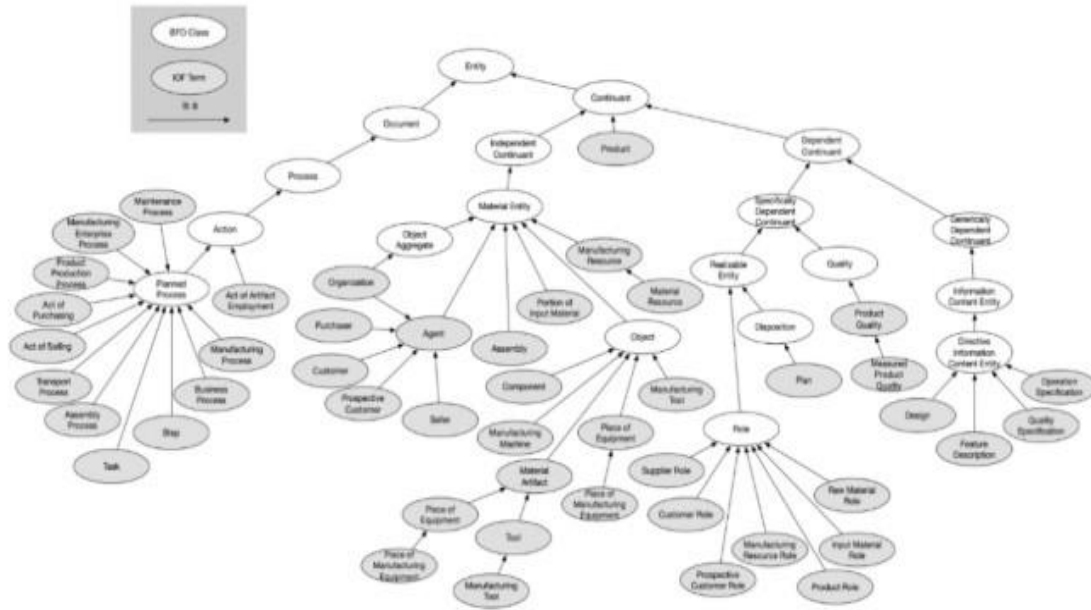 BFO Class
IOF Term
is a
Entity
Continuant
Document
Independent
Continuant
Product
Dependent
Continuant
Process
Maintenance
Process
Manufacturing
Enterprise
Process
Action
Material Entity
Specifically
Dependent
Continuant
Generically
Dependent
Continuant
Object
Aggregate
Product
Production
Process
Planned
Process
Act of Artifact
Employment
Organisation
Manufacturing
Resource
Material
Resource
Realizable
Entity
Quality
Information
Content Entity
Act of
Purchasing
Purchaser
Agent
Portion of
Input Material
Object
Disposition
Product
Quality
Act of Selling
Manufacturing
Process
Assembly
Directive
Information
Content Entity
Customer
Component
Manufacturing
Tool
Plan
Measured
Product
Quality
Operation
Specification
Transport
Process
Business
Process
Prospective
Customer
Seller
Design
Quality
Specification
Assembly
Process
Step
Manufacturing
Machine
Piece of
Equipment
Role
Feature
Description
Task
Material
Artifact
Supplier Role
Raw Material
Role
Piece of
Equipment
Piece of
Manufacturing
Equipment
Customer Role
Tool
Manufacturing
Resource Role
Input Material
Role
Piece of
Manufacturing
Equipment
Manufacturing
Tool
Prospective
Customer Role
Product Role